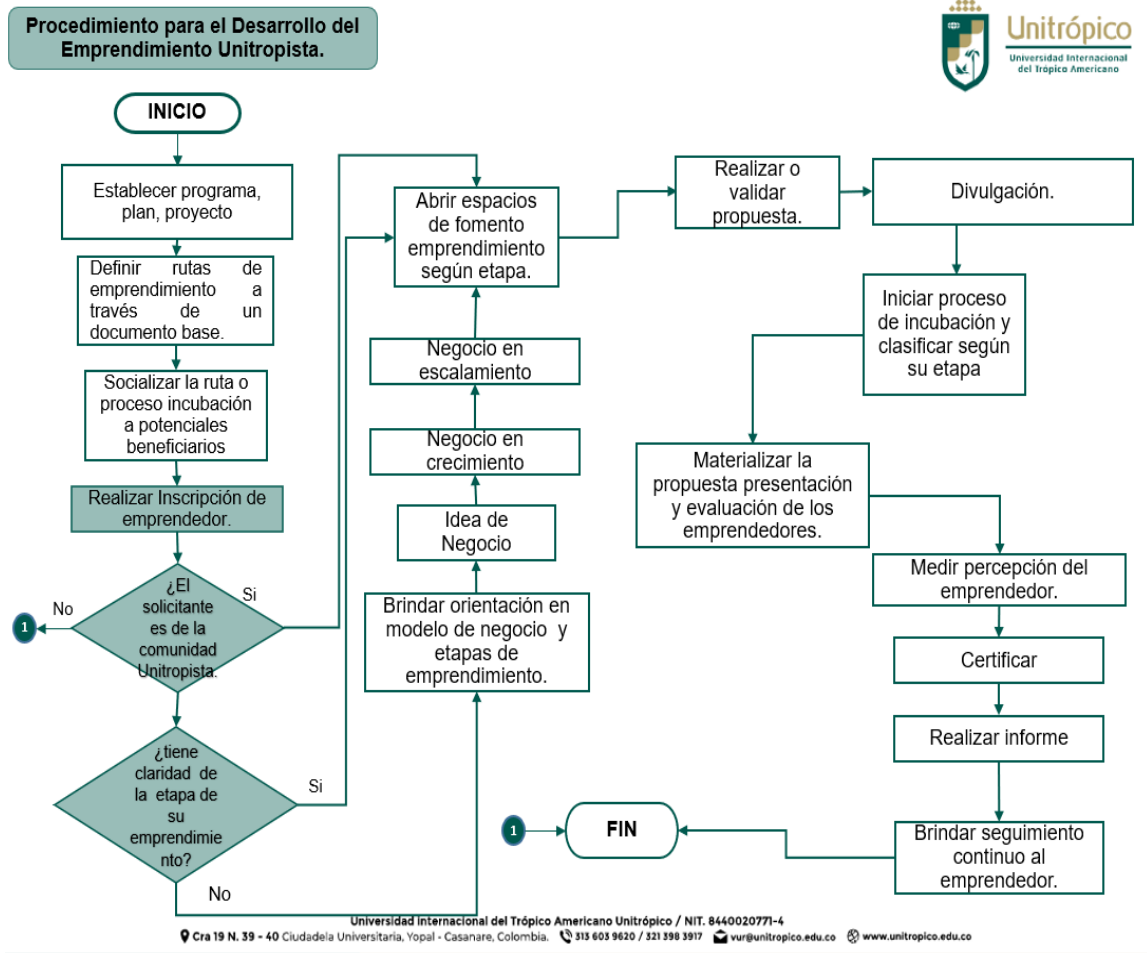 Procedimiento para el Desarrollo del
Emprendimiento Unitropista.
Unitrópico
Universidad Internacional
del Trópico Americano
INICIO
Establecer programa,
plan, proyecto
Definir rutas de
emprendimiento a
través de un
documento base.
Socializar la ruta o
proceso incubación
a potenciales
beneficiarios
Realizar Inscripción de
emprendedor.
¿El
solicitante
es de la
comunidad
Unitropista.
Si
No
1
¿tiene
claridad de
la etapa de
su
emprendimie
nto?
Si
No
Abrir espacios
de fomento
emprendimiento
según etapa.
Negocio en
escalamiento
Negocio en
crecimiento
Idea de
Negocio
Brindar orientación en
modelo de negocio y
etapas de
emprendimiento.
Realizar o
validar
propuesta.
Divulgación.
Iniciar proceso
de incubación y
clasificar según
su etapa
Materializar la
propuesta presentación
y evaluación de los
emprendedores.
Medir percepción del
emprendedor.
Certificar
Realizar informe
Brindar seguimiento
continuo al
emprendedor.
1
FIN
Universidad Internacional del Trópico Americano Unitrópico / NIT. 8440020771-4
Cra 19 N. 39 - 40 Ciudadela Universitaria, Yopal - Casanare, Colombia. 313 603 9620 / 321 398 3917 vur@unitropico.edu.co www.unitropico.edu.co